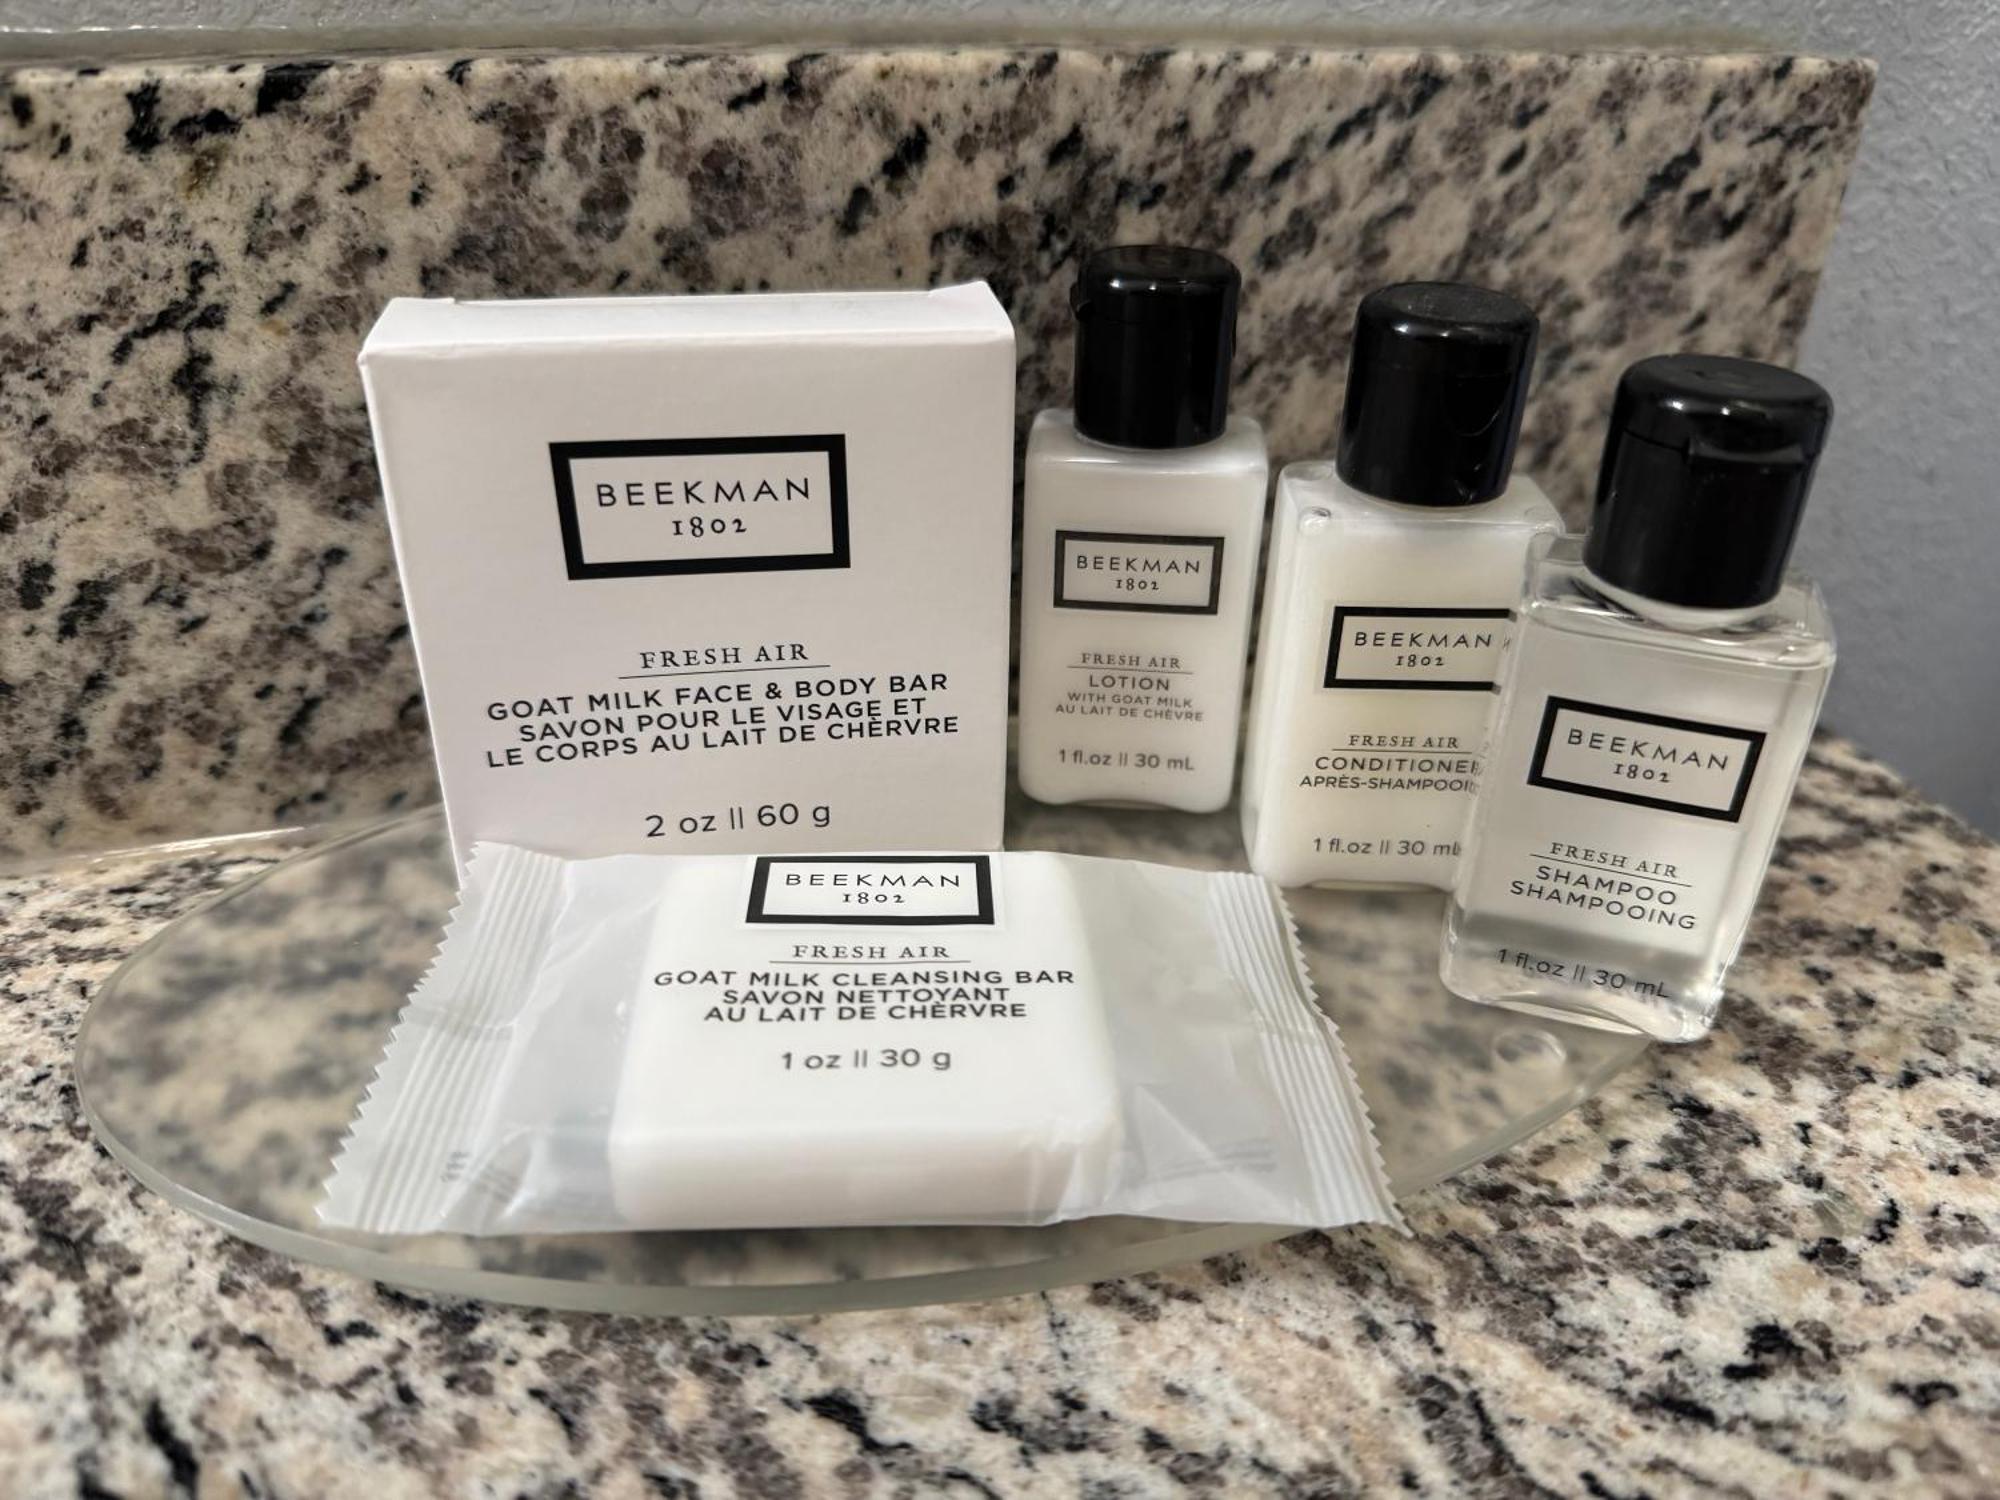 BEEKMAN
1802
FRESH AIR
GOAT MILK FACE & BODY BAR
SAVON POUR LE VISAGE ET
LE CORPS AU LAIT DE CHÈRVRE
2 oz || 60 g
BEEKMAN
1802
FRESH AIR
LOTION
WITH GOAT MILK
AU LAIT DE CHÈVRE
1 fl.oz || 30 mL
BEEKMAN
1802
FRESH AIR
CONDITIONER
1 fl.oz || 30 mL
BEEKMAN
1802
FRESH AIR
SHAMPOO
SHAMPOOING
1 fl.oz || 30 mL
BEEKMAN
1802
FRESH AIR
GOAT MILK CLEANSING BAR
SAVON NETTOYANT
AU LAIT DE CHÈRVRE
1 oz || 30 g